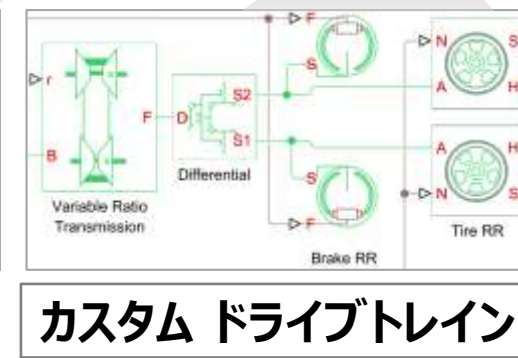 F
N
S
r
S
A
H
S2
F
D
B
S1
A
H
Differential
S
N
S
Variable Ratio
Transmission
F
Tire RR
Brake RR
カスタム ドライブトレイン